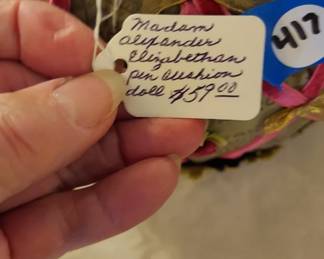 Madam
alexander
Elizabethan
pin cushion
doll $59.00
417